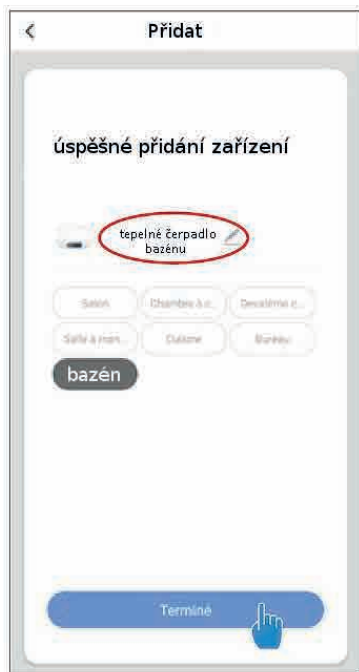 Přidat
úspěšné přidání zařízení
tepelné čerpadlo
bazénu
Salon Chambre à c... Deuxième c...
Salle à man... Cuisine Bureau
bazén
Terminé